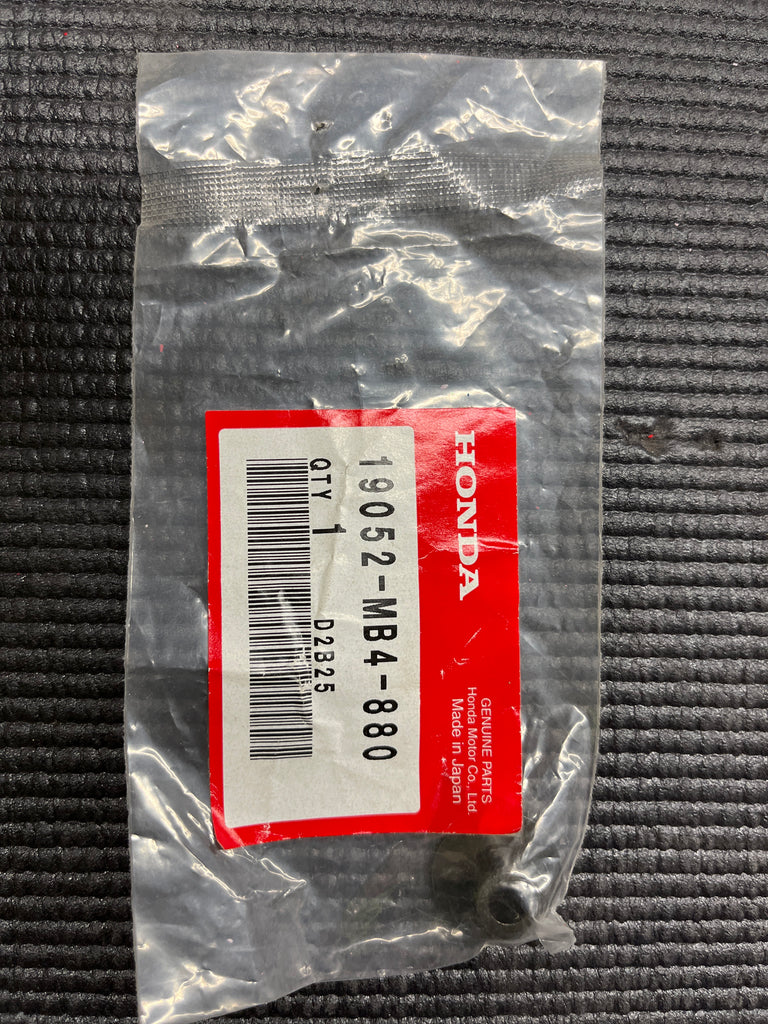 HONDA
GENUINE PARTS
Honda Motor Co., Ltd.
Made in Japan
19052-MB4-880
QTY 1 D2B25